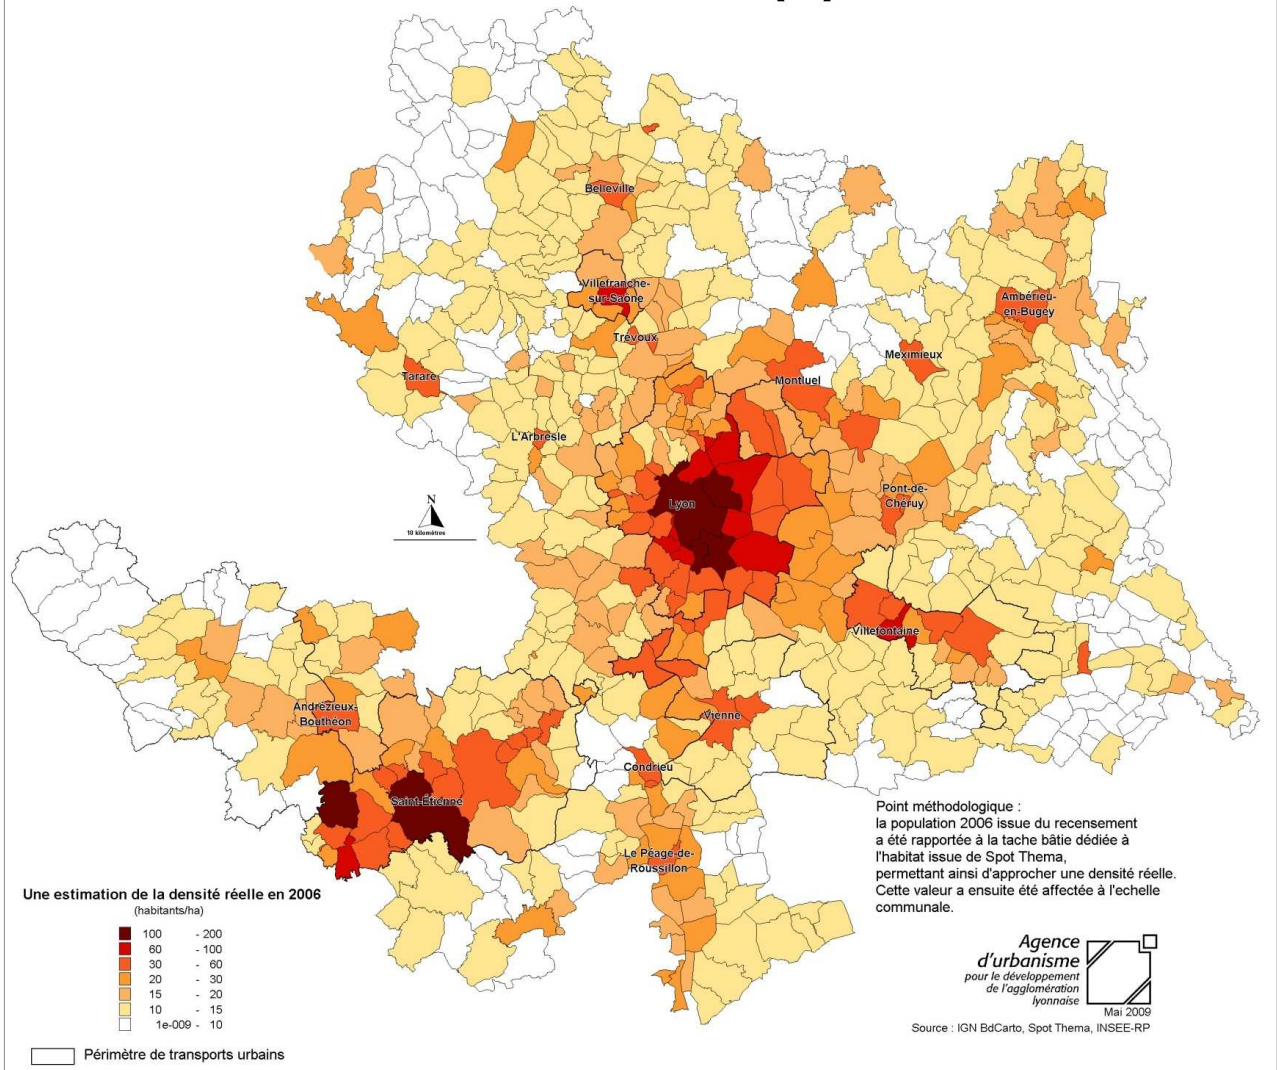 Belleville
Villefranche-
sur-Saône
Ambérieu-
en-Bugey
Trévoux
Meximieux
Tarare
Montluel
L'Arbresle
Pont-de-
Chéruy
Lyon
N
10 kilomètres
Villefontaine
Andrézieux-
Bouthéon
Vienne
Condrieu
Saint-Étienne
Le Péage-de-
Roussillon
Point méthodologique :
la population 2006 issue du recensement
a été rapportée à la tache bâtie dédiée à
l'habitat issue de Spot Thema,
permettant ainsi d'approcher une densité réelle.
Cette valeur a ensuite été affectée à l'echelle
communale.
Une estimation de la densité réelle en 2006
(habitants/ha)
100 - 200
60 - 100
30 - 60
20 - 30
15 - 20
10 - 15
1e-009 - 10
Périmètre de transports urbains
Agence
d'urbanisme
pour le développement
de l'agglomération
lyonnaise
Mai 2009
Source : IGN BdCarto, Spot Thema, INSEE-RP